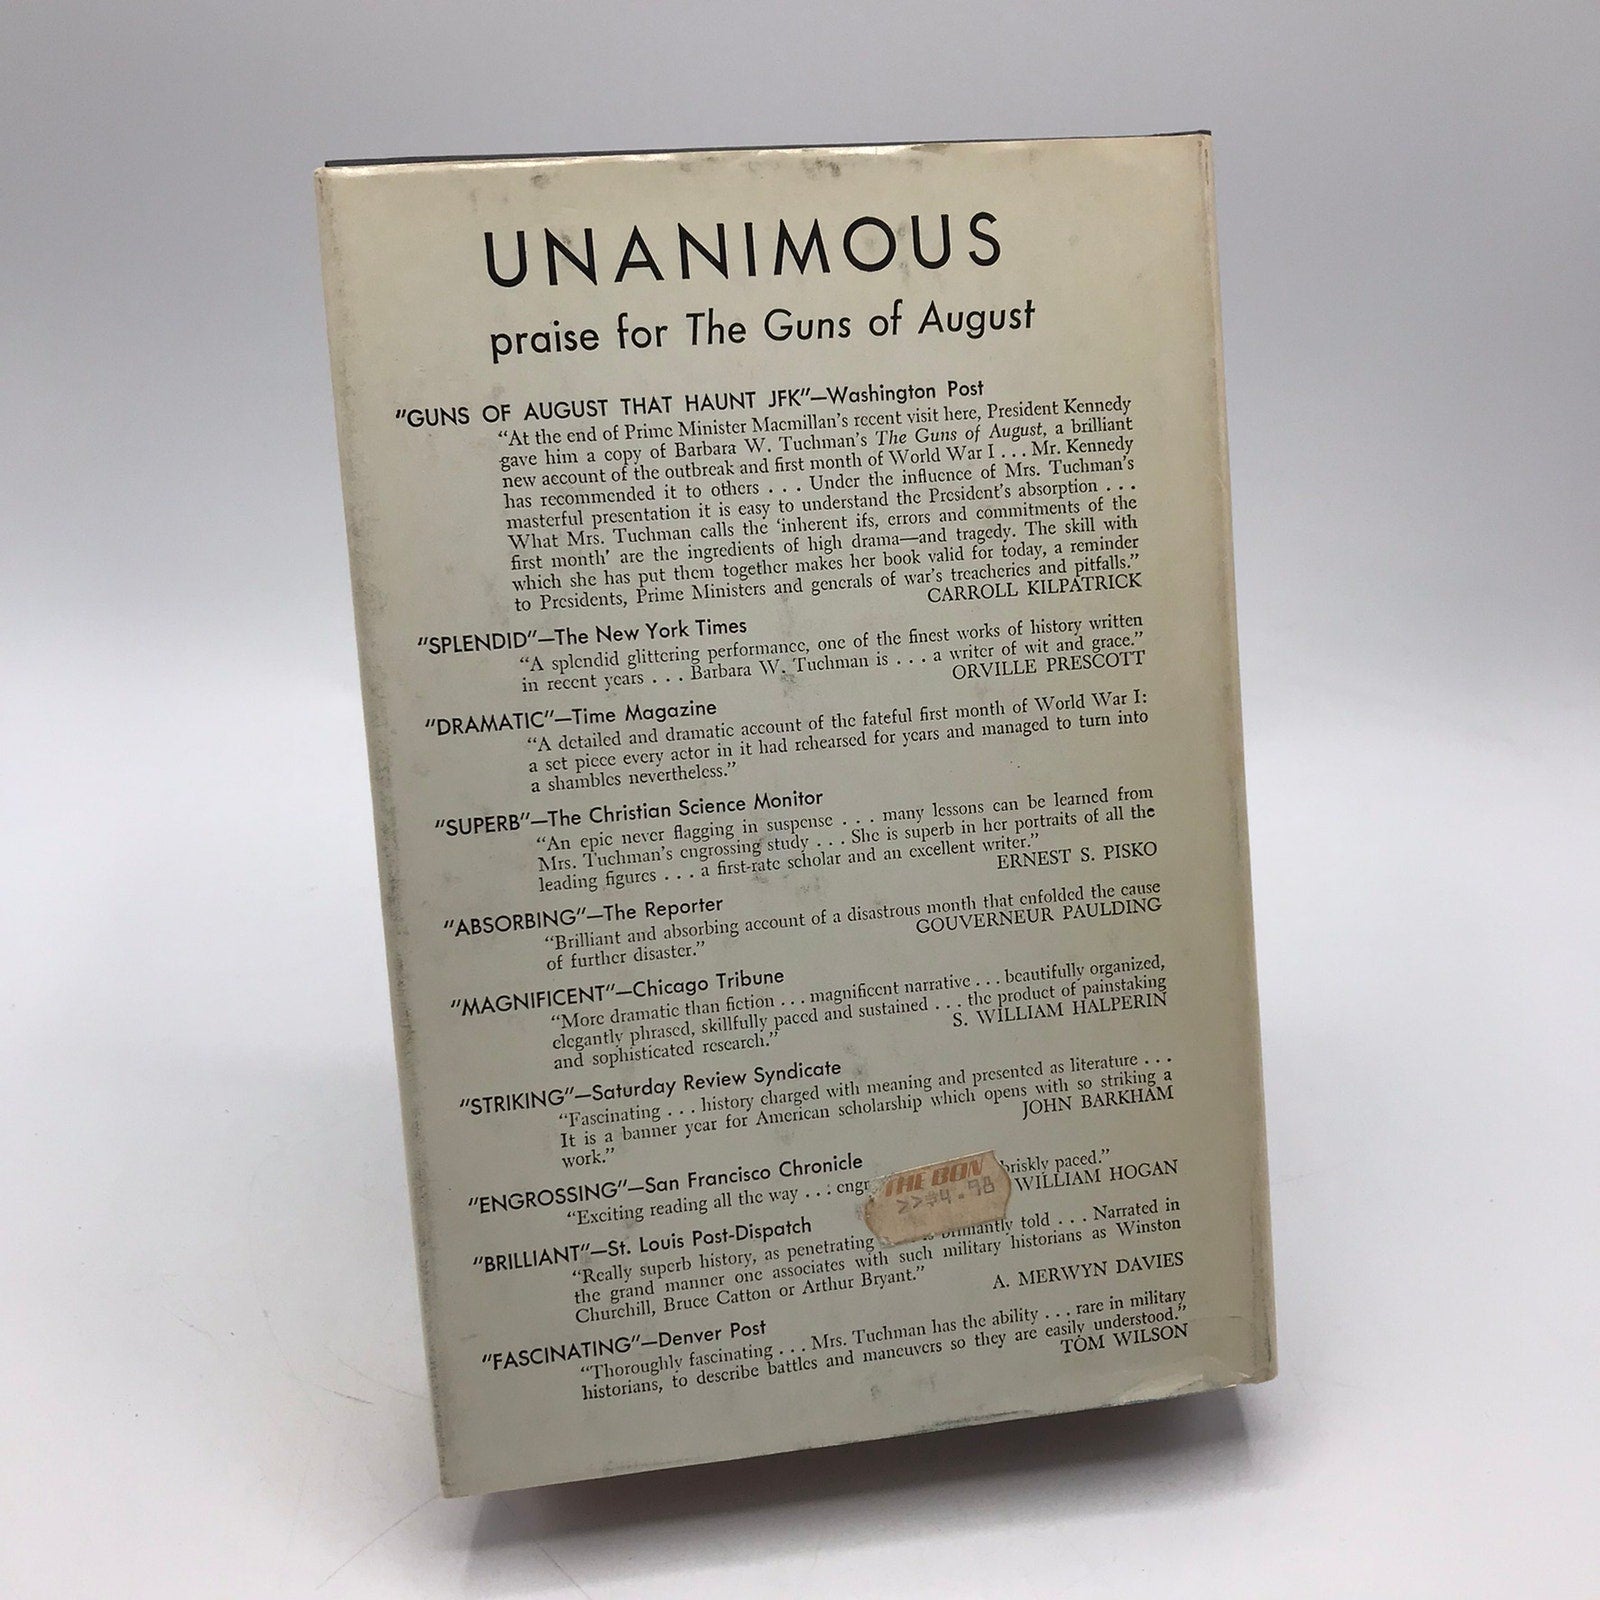 UNANIMOUS
praise for The Guns of August
"GUNS OF AUGUST THAT HAUNT JFK"—Washington Post
"At the end of Prime Minister Macmillan's recent visit here, President Kennedy
gave him a copy of Barbara W. Tuchman's The Guns of August, a brilliant
new account of the outbreak and first month of World War I . . . Mr. Kennedy
has recommended it to others . . . Under the influence of Mrs. Tuchman's
masterful presentation it is easy to understand the President's absorption . . .
What Mrs. Tuchman calls the 'inherent ifs, errors and commitments of the
first month' are the ingredients of high drama—and tragedy. The skill with
which she has put them together makes her book valid for today, a reminder
to Presidents, Prime Ministers and generals of war's treacheries and pitfalls."
CARROLL KILPATRICK
"SPLENDID"—The New York Times
"A splendid glittering performance, one of the finest works of history written
in recent years . . . Barbara W. Tuchman is . . . a writer of wit and grace."
ORVILLE PRESCOTT
"DRAMATIC"—Time Magazine
"A detailed and dramatic account of the fateful first month of World War I:
a set piece every actor in it had rehearsed for years and managed to turn into
a shambles nevertheless."
"SUPERB"—The Christian Science Monitor
"An epic never flagging in suspense . . . many lessons can be learned from
Mrs. Tuchman's engrossing study . . . She is superb in her portraits of all the
leading figures . . . a first-rate scholar and an excellent writer."
ERNEST S. PISKO
"ABSORBING"—The Reporter
"Brilliant and absorbing account of a disastrous month that enfolded the cause
of further disaster."
GOUVERNEUR PAULDING
"MAGNIFICENT"—Chicago Tribune
"More dramatic than fiction . . . magnificent narrative . . . beautifully organized,
elegantly phrased, skillfully paced and sustained . . . the product of painstaking
and sophisticated research."
S. WILLIAM HALPERIN
"STRIKING"—Saturday Review Syndicate
"Fascinating . . . history charged with meaning and presented as literature . . .
It is a banner year for American scholarship which opens with so striking a
work."
JOHN BARKHAM
"ENGROSSING"—San Francisco Chronicle
"Exciting reading all the way . . . engr briskly paced."
WILLIAM HOGAN
THE BON
>>$4.98
"BRILLIANT"—St. Louis Post-Dispatch
"Really superb history, as penetrating is brilliantly told . . . Narrated in
the grand manner one associates with such military historians as Winston
Churchill, Bruce Catton or Arthur Bryant."
A. MERWYN DAVIES
"FASCINATING"—Denver Post
"Thoroughly fascinating . . . Mrs. Tuchman has the ability . . . rare in military
historians, to describe battles and maneuvers so they are easily understood."
TOM WILSON